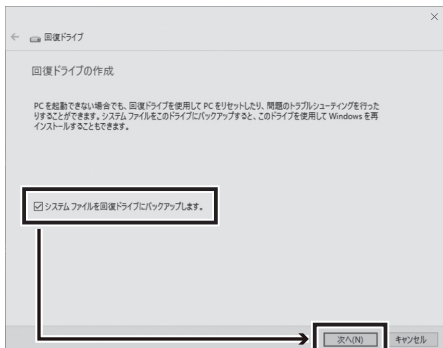 回復ドライブ
回復ドライブの作成
PC を起動できない場合でも、回復ドライブを使用して PC をリセットしたり、問題のトラブルシューティングを行った
りすることができます。システム ファイルをこのドライブにバックアップすると、このドライブを使用して Windows を再
インストールすることもできます。
システム ファイルを回復ドライブにバックアップします。
次へ(N) キャンセル